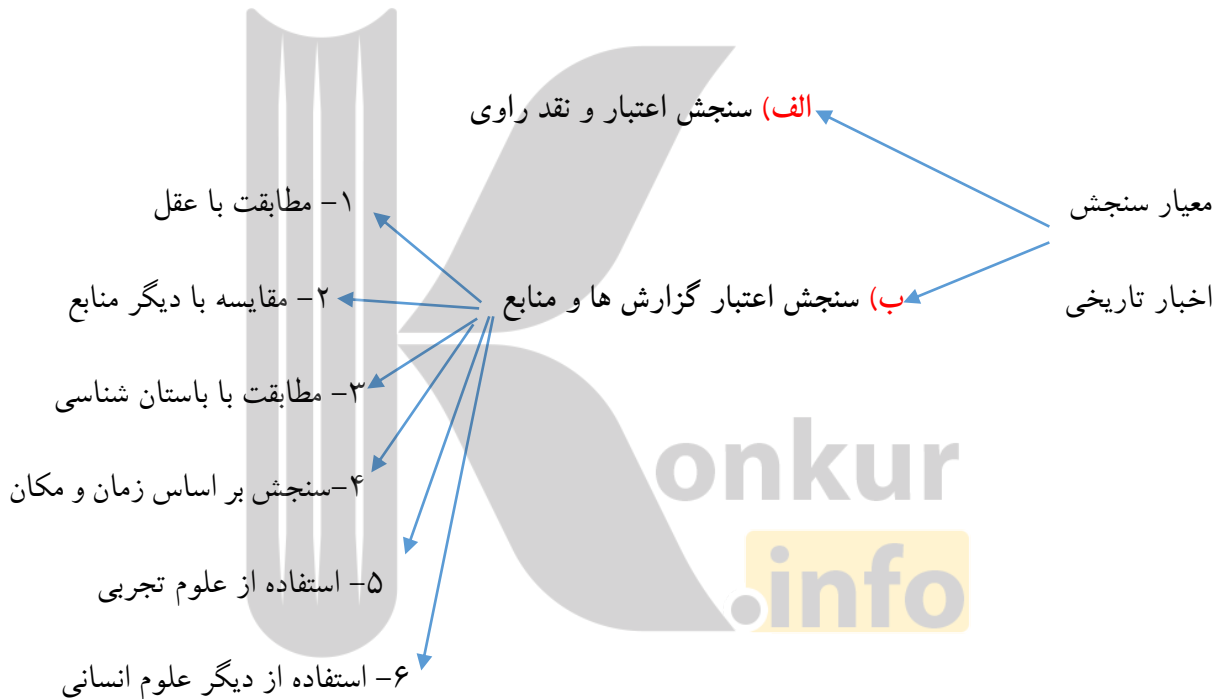 الف) سنجش اعتبار و نقد راوی
معیار سنجش
اخبار تاریخی
ب) سنجش اعتبار گزارش ها و منابع
۱- مطابقت با عقل
۲- مقایسه با دیگر منابع
۳- مطابقت با باستان شناسی
۴-سنجش بر اساس زمان و مکان
۵- استفاده از علوم تجربی
۶- استفاده از دیگر علوم انسانی
Konkur
.info